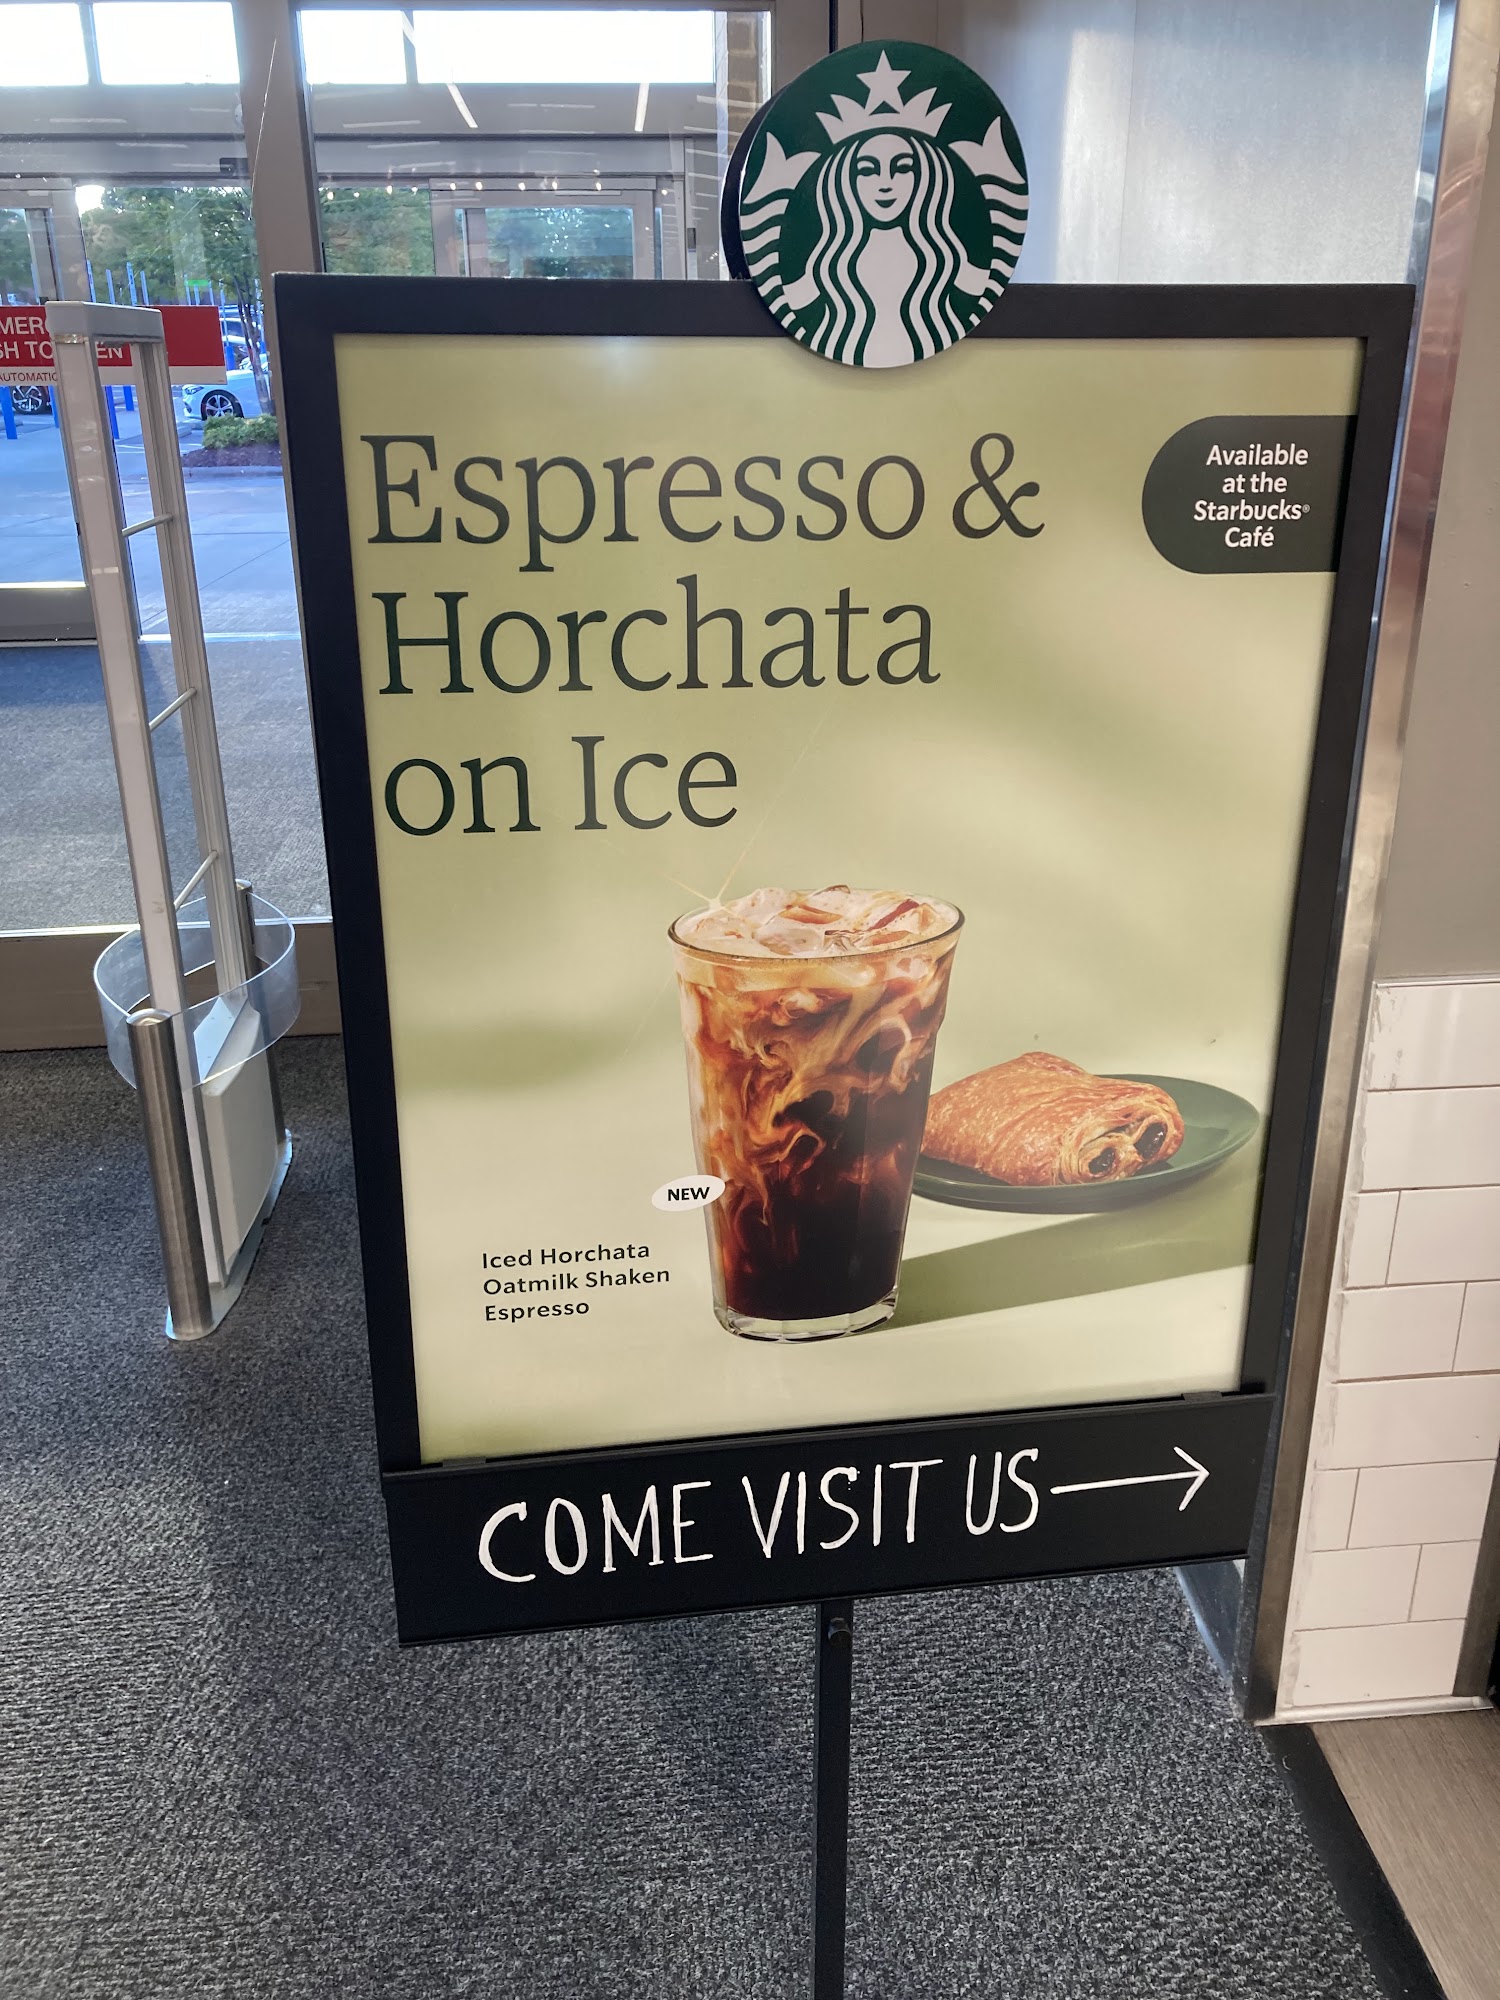 Espresso &
Horchata
on Ice
Available
at the
Starbucks®
Café
NEW
Iced Horchata
Oatmilk Shaken
Espresso
COME VISIT US →